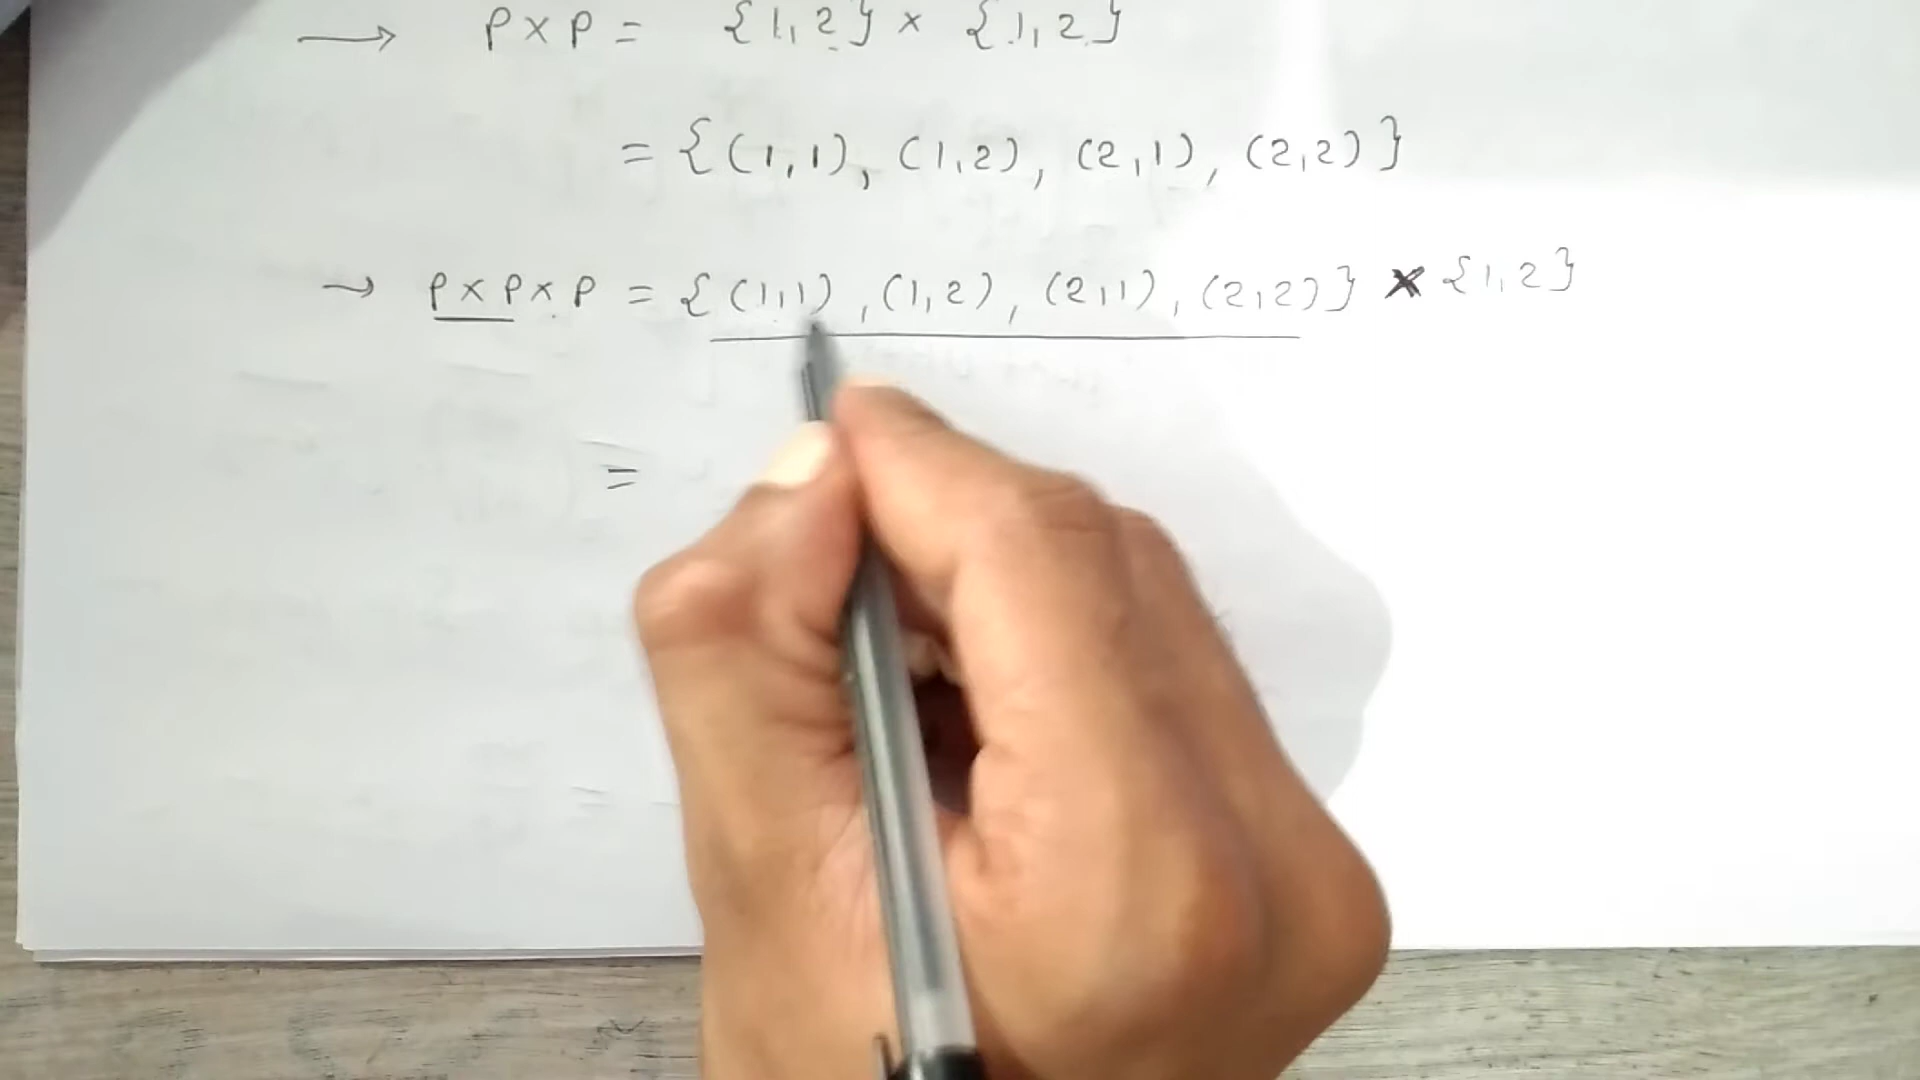 → P×P = {1,2} × {1,2}
= {(1,1), (1,2), (2,1), (2,2)}
→ P×P×P = {(1,1), (1,2), (2,1), (2,2)} × {1,2}
=